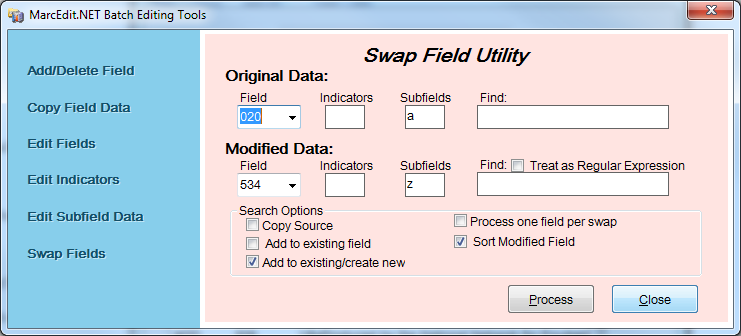 MarcEdit.NET Batch Editing Tools
Add/Delete Field
Copy Field Data
Edit Fields
Edit Indicators
Edit Subfield Data
Swap Fields
Swap Field Utility
Original Data:
Field Indicators Subfields Find:
020 a
Modified Data:
Field Indicators Subfields Find: Treat as Regular Expression
534 z
Search Options
Copy Source
Process one field per swap
Add to existing field
Sort Modified Field
Add to existing/create new
Process Close